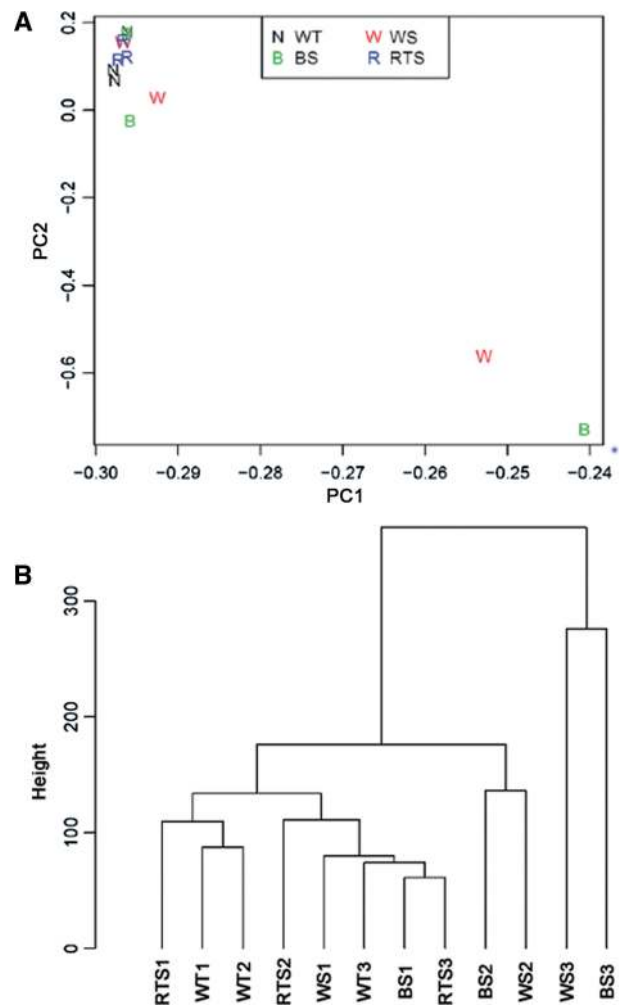 A
N WT W WS
B BS R RTS
PC2
0.2
0.0
−0.2
−0.4
−0.6
N
N
R
R
W
B
W
B
W
B
−0.30 −0.29 −0.28 −0.27 −0.26 −0.25 −0.24
PC1
B
Height
300
200
100
0
RTS1 WT1 WT2 RTS2 WS1 WT3 BS1 RTS3 BS2 WS2 WS3 BS3